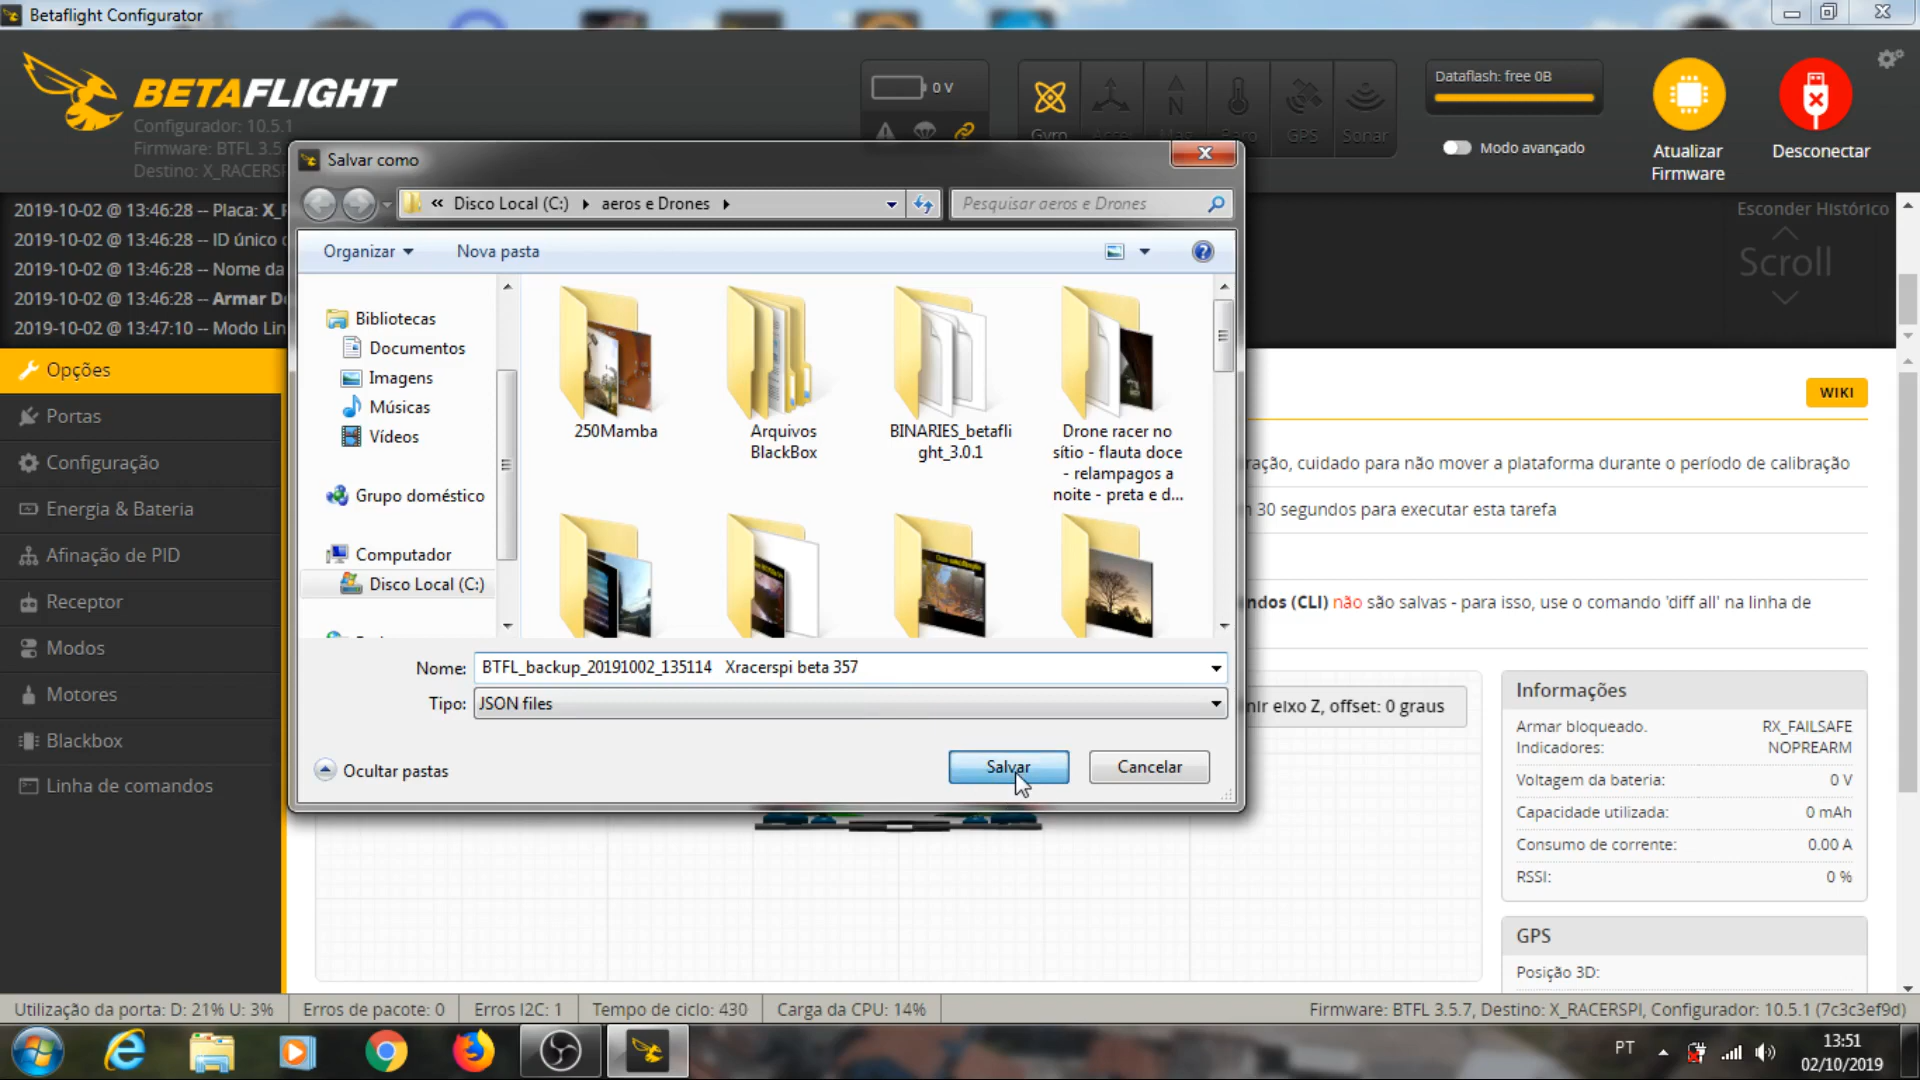 Betaflight Configurator
BETAFLIGHT
Configurador: 10.5.1
Firmware: BTFL 3.5
Destino: X_RACERS
0 V
Gyro
GPS
Sonar
Dataflash: free 0B
Modo avançado
Atualizar
Firmware
Desconectar
2019-10-02 @ 13:46:28 -- Placa: X_
2019-10-02 @ 13:46:28 -- ID único
2019-10-02 @ 13:46:28 -- Nome da
2019-10-02 @ 13:46:28 -- Armar D
2019-10-02 @ 13:47:10 -- Modo Lin
Esconder Histórico
Scroll
Opções
Portas
Configuração
Energia & Bateria
Afinação de PID
Receptor
Modos
Motores
Blackbox
Linha de comandos
Salvar como
« Disco Local (C:) aeros e Drones
Pesquisar aeros e Drones
Organizar
Nova pasta
Bibliotecas
Documentos
Imagens
Músicas
Vídeos
Grupo doméstico
Computador
Disco Local (C:)
250Mamba
Arquivos
BlackBox
BINARIES_betafli
ght_3.0.1
Drone racer no
sítio - flauta doce
- relampagos a
noite - preta e d...
Nome: BTFL_backup_20191002_135114 Xracerspi beta 357
Tipo: JSON files
Ocultar pastas
Salvar
Cancelar
WIKI
ração, cuidado para não mover a plataforma durante o período de calibração
30 segundos para executar esta tarefa
ndos (CLI) não são salvas - para isso, use o comando 'diff all' na linha de
nir eixo Z, offset: 0 graus
Informações
Armar bloqueado. RX_FAILSAFE
Indicadores: NOPREARM
Voltagem da bateria: 0 V
Capacidade utilizada: 0 mAh
Consumo de corrente: 0.00 A
RSSI: 0 %
GPS
Posição 3D:
Utilização da porta: D: 21% U: 3%
Erros de pacote: 0
Erros I2C: 1
Tempo de ciclo: 430
Carga da CPU: 14%
Firmware: BTFL 3.5.7, Destino: X_RACERSPI, Configurador: 10.5.1 (7c3c3ef9d)
PT
13:51
02/10/2019